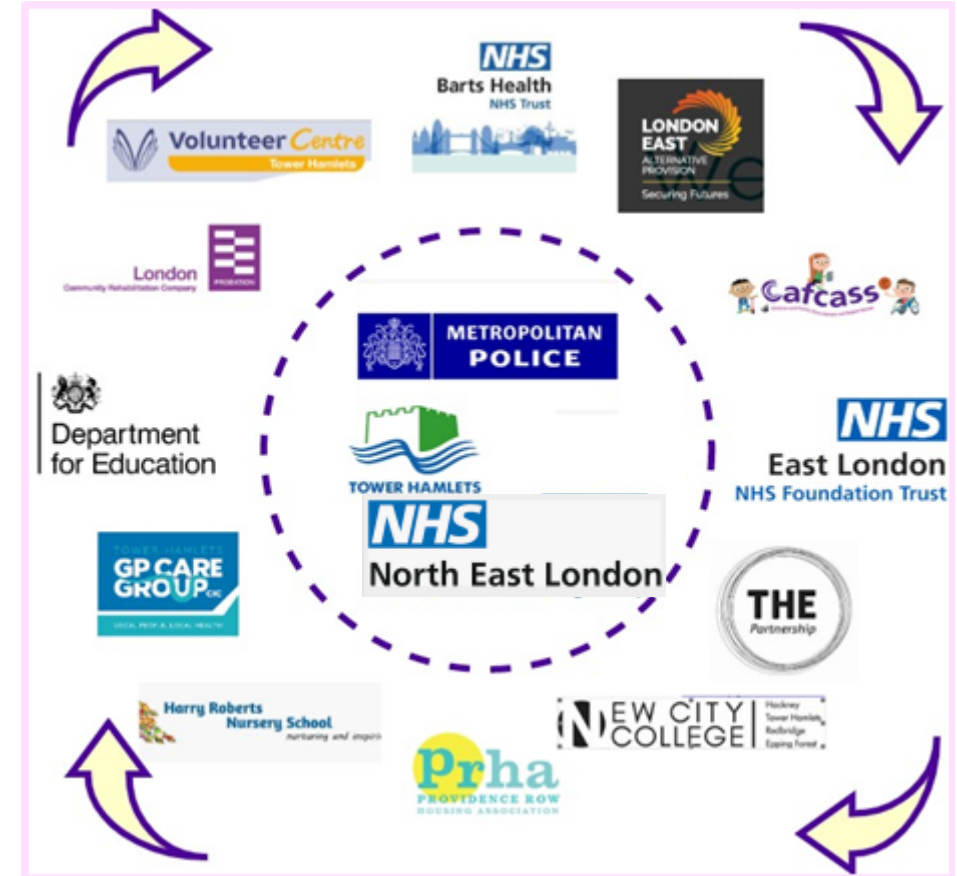 NHS
Barts Health
NHS Trust
Volunteer Centre
Tower Hamlets
LONDON
EAST
ALTERNATIVE
PROVISION
Securing Futures
we
London
Community Rehabilitation Company
PROBATION
Cafcass
METROPOLITAN
POLICE
Department
for Education
TOWER HAMLETS
NHS
East London
NHS Foundation Trust
NHS
North East London
TOWER HAMLETS
GP CARE
GROUP CIC
LOCAL PEOPLE, LOCAL HEALTH
THE
Partnership
Harry Roberts
Nursery School
nurturing and inspiri
NEW CITY
COLLEGE
Hackney
Tower Hamlets
Redbridge
Epping Forest
Prha
PROVIDENCE ROW
HOUSING ASSOCIATION